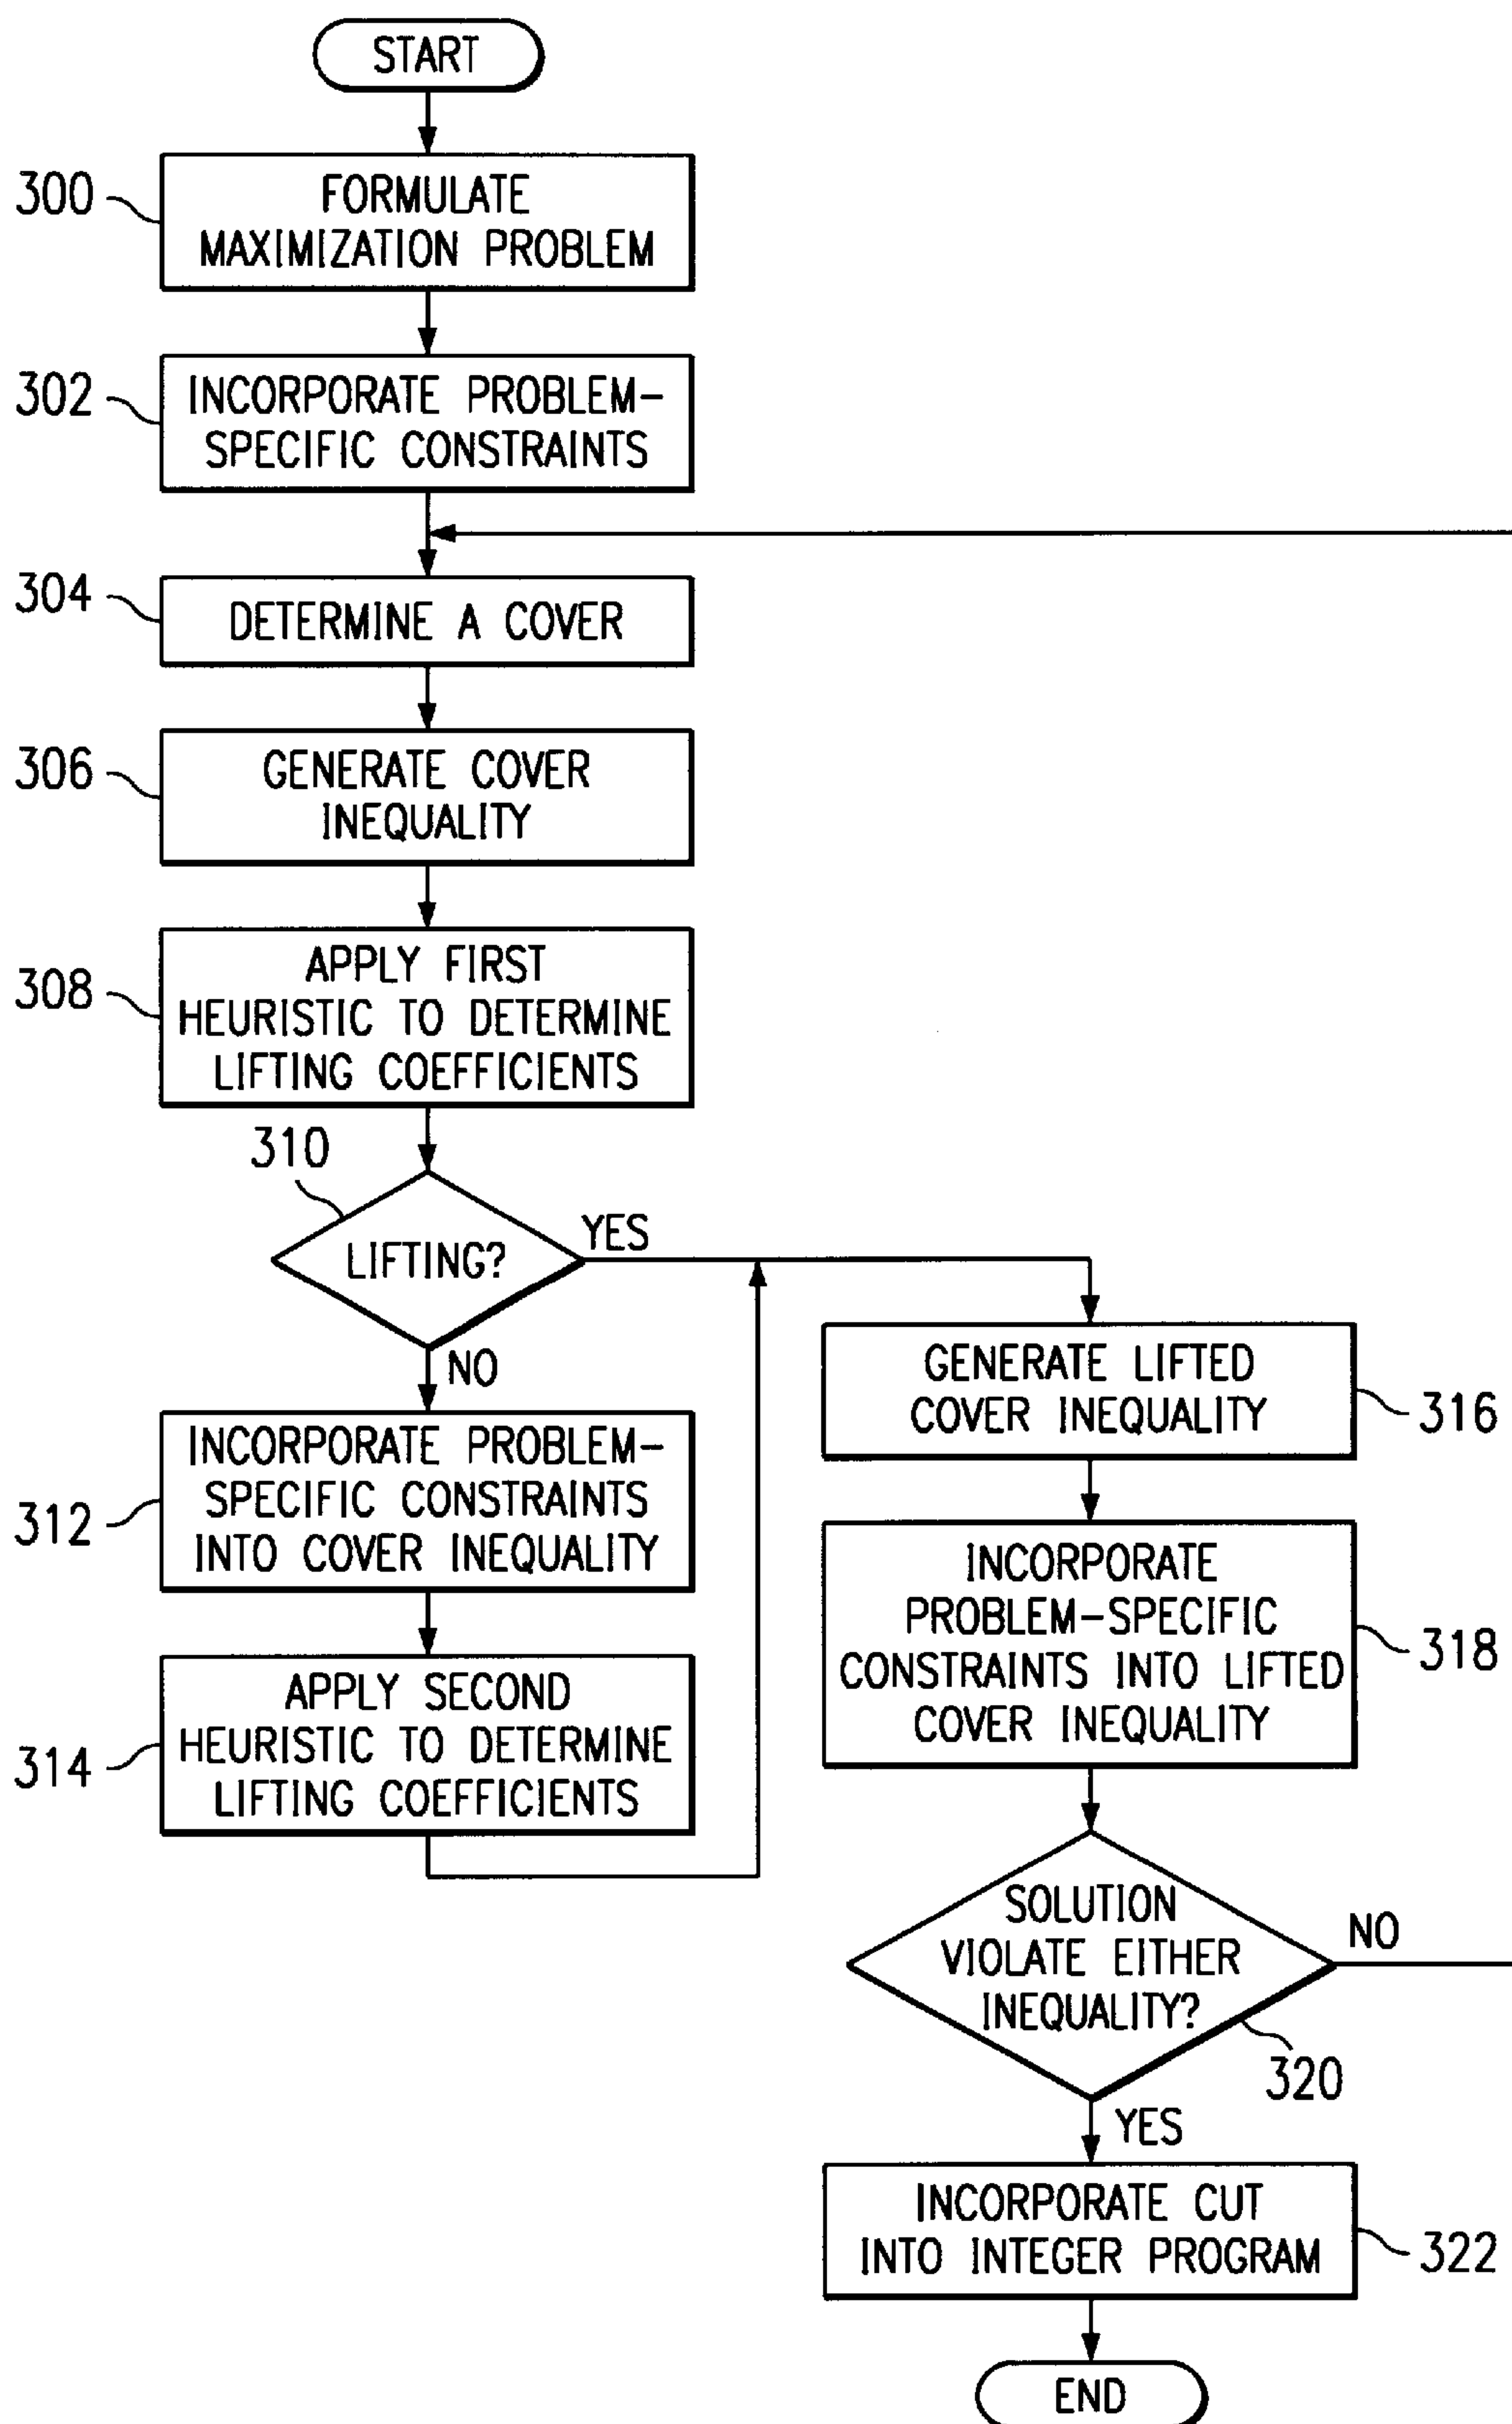 START
300
FORMULATE
MAXIMIZATION PROBLEM
302
INCORPORATE PROBLEM-
SPECIFIC CONSTRAINTS
304
DETERMINE A COVER
306
GENERATE COVER
INEQUALITY
308
APPLY FIRST
HEURISTIC TO DETERMINE
LIFTING COEFFICIENTS
310
LIFTING?
YES
NO
312
INCORPORATE PROBLEM-
SPECIFIC CONSTRAINTS
INTO COVER INEQUALITY
314
APPLY SECOND
HEURISTIC TO DETERMINE
LIFTING COEFFICIENTS
GENERATE LIFTED
COVER INEQUALITY
316
INCORPORATE
PROBLEM-SPECIFIC
CONSTRAINTS INTO LIFTED
COVER INEQUALITY
318
SOLUTION
VIOLATE EITHER
INEQUALITY?
NO
320
YES
INCORPORATE CUT
INTO INTEGER PROGRAM
322
END